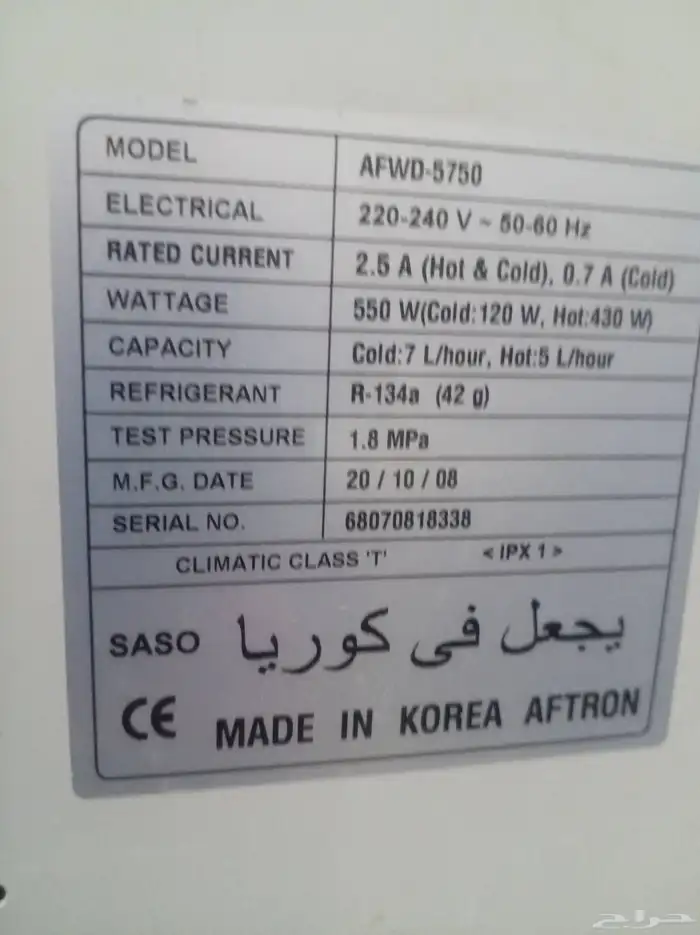 MODEL AFWD-5750
ELECTRICAL 220-240 V ~ 50-60 Hz
RATED CURRENT 2.5 A (Hot & Cold), 0.7 A (Cold)
WATTAGE 550 W(Cold:120 W, Hot:430 W)
CAPACITY Cold:7 L/hour, Hot:5 L/hour
REFRIGERANT R-134a (42 g)
TEST PRESSURE 1.8 MPa
M.F.G. DATE 20 / 10 / 08
SERIAL NO. 68070818338
CLIMATIC CLASS 'T' <IPX 1>
SASO يجعل في كوريا
CE MADE IN KOREA AFTRON
حراج